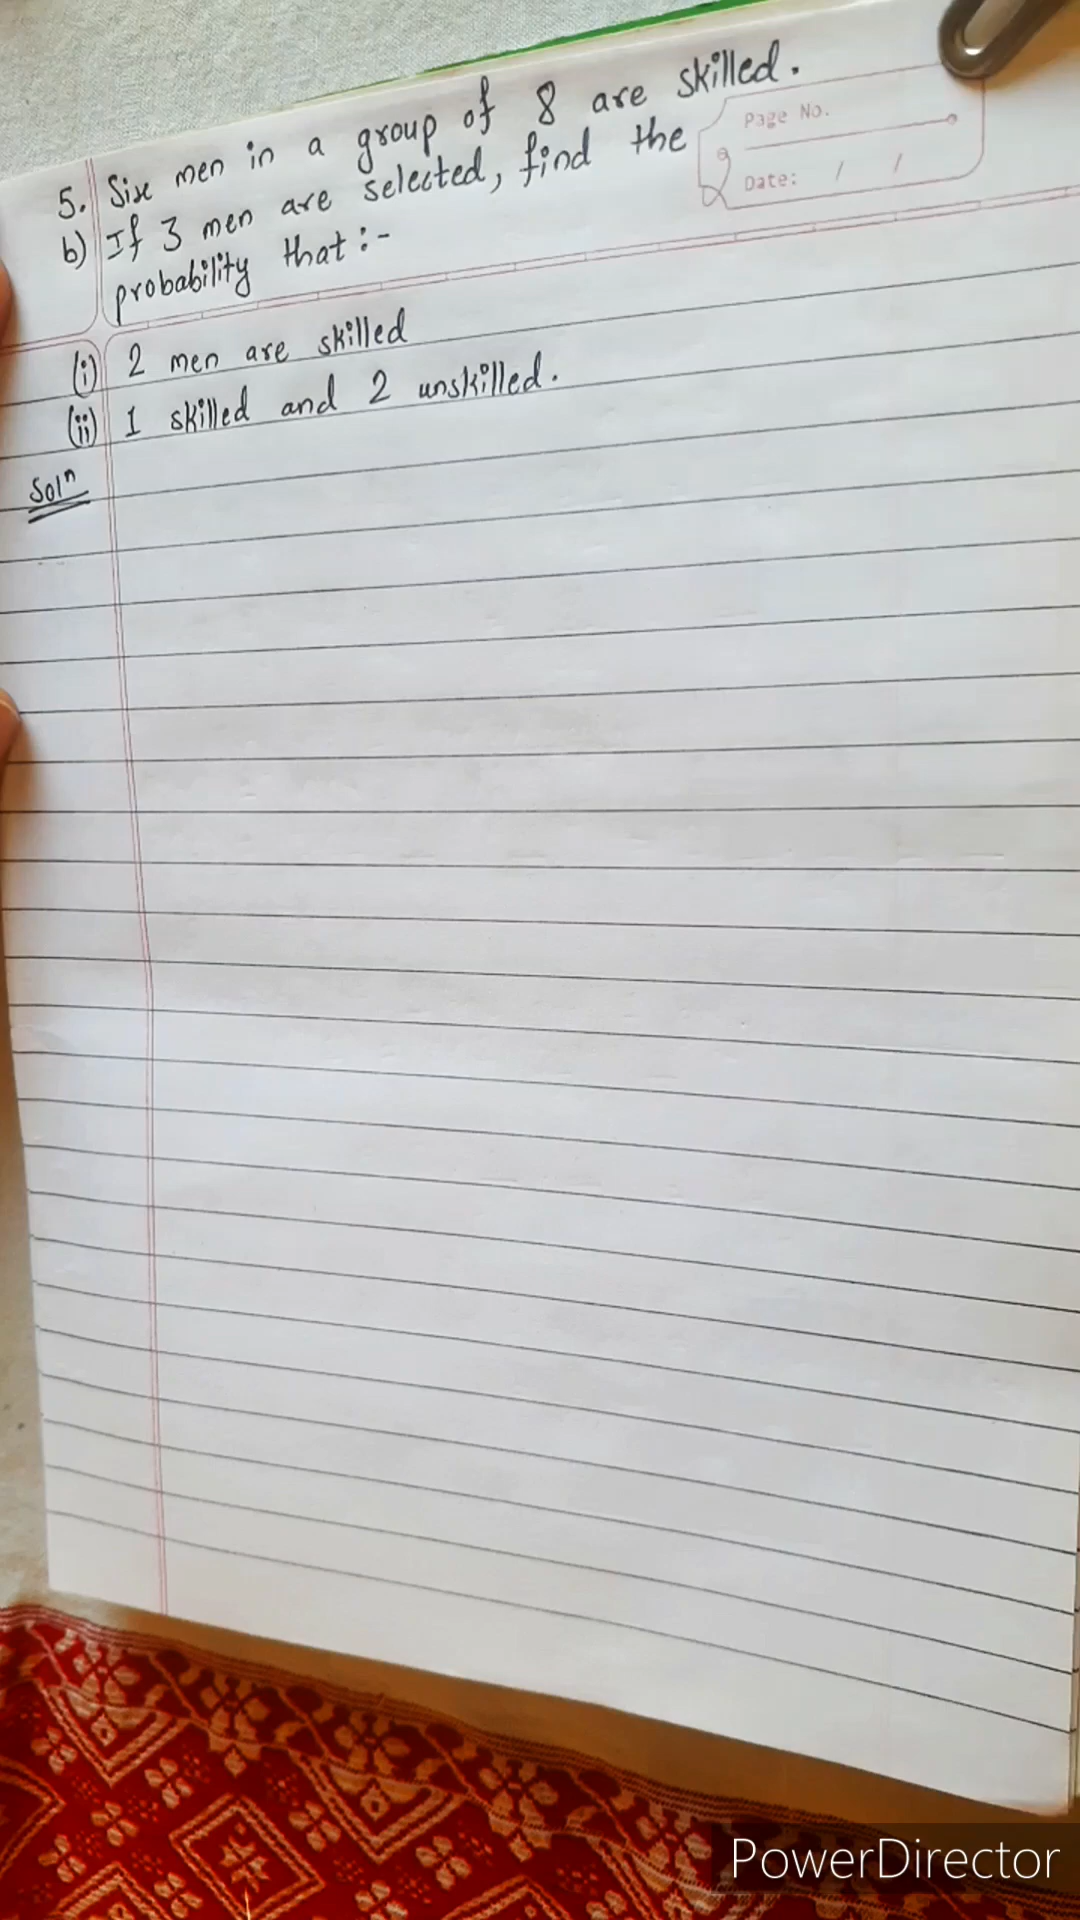 5. Six men in a group of 8 are skilled.
b) If 3 men are selected, find the
probability that :-
Page No.
Date: / /
(i) 2 men are skilled
(ii) 1 skilled and 2 unskilled.
Solⁿ
PowerDirector